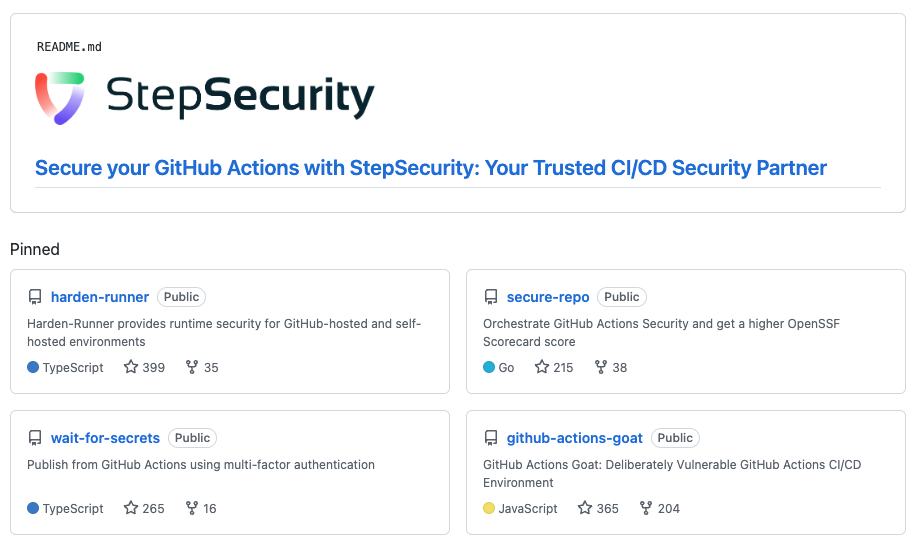 README.md
StepSecurity
Secure your GitHub Actions with StepSecurity: Your Trusted CI/CD Security Partner
Pinned
harden-runner Public
Harden-Runner provides runtime security for GitHub-hosted and self-
hosted environments
TypeScript 399 35
secure-repo Public
Orchestrate GitHub Actions Security and get a higher OpenSSF
Scorecard score
Go 215 38
wait-for-secrets Public
Publish from GitHub Actions using multi-factor authentication
TypeScript 265 16
github-actions-goat Public
GitHub Actions Goat: Deliberately Vulnerable GitHub Actions CI/CD
Environment
JavaScript 365 204